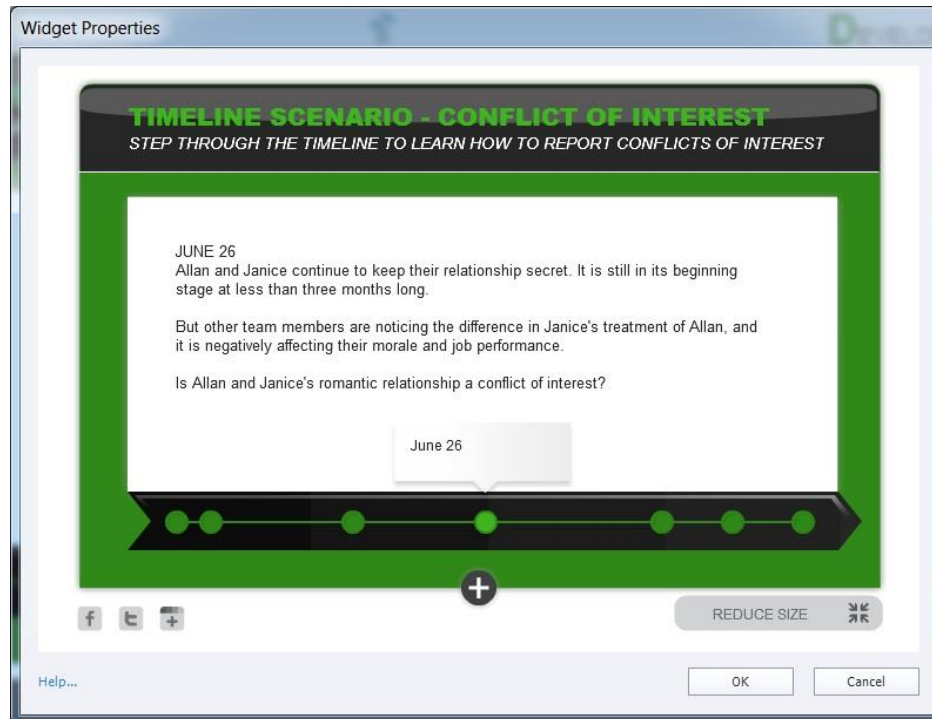 Widget Properties
TIMELINE SCENARIO - CONFLICT OF INTEREST
STEP THROUGH THE TIMELINE TO LEARN HOW TO REPORT CONFLICTS OF INTEREST
JUNE 26
Allan and Janice continue to keep their relationship secret. It is still in its beginning
stage at less than three months long.
But other team members are noticing the difference in Janice's treatment of Allan, and
it is negatively affecting their morale and job performance.
Is Allan and Janice's romantic relationship a conflict of interest?
June 26
REDUCE SIZE
Help...
OK
Cancel